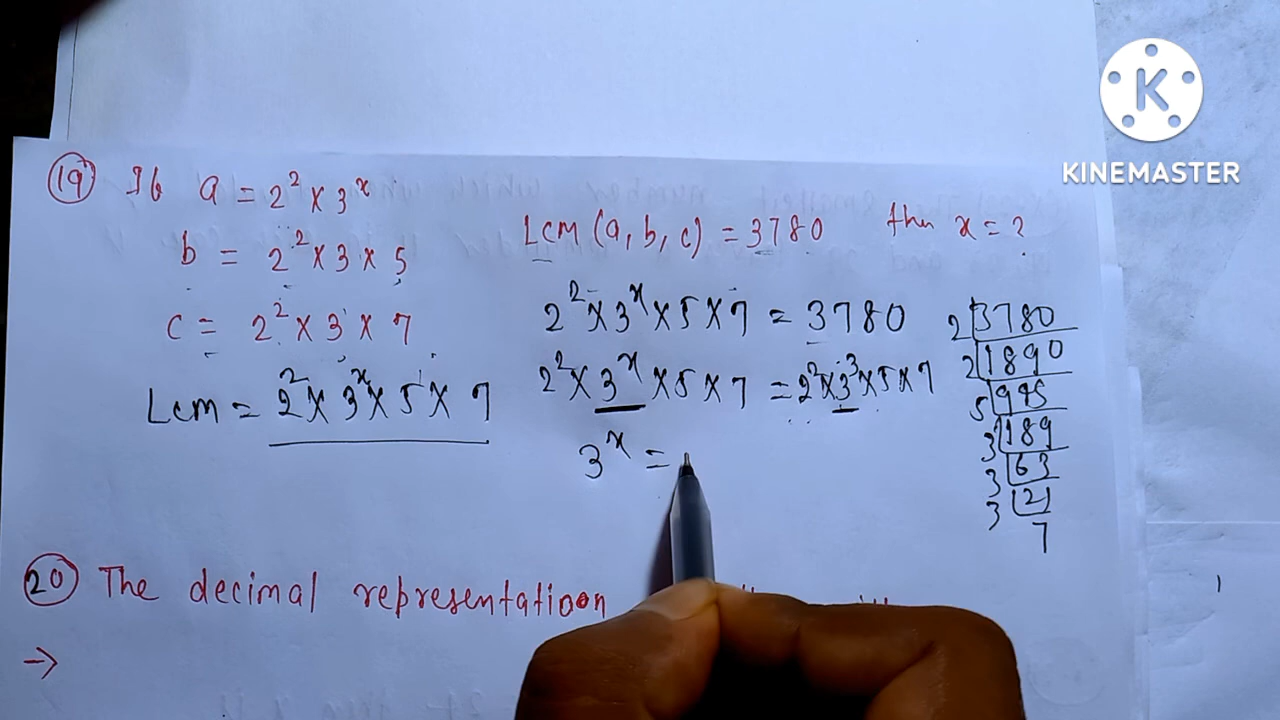 19 If a = 2² × 3ˣ
b = 2² × 3 × 5
c = 2² × 3 × 7
Lcm = 2² × 3ˣ × 5 × 7
Lcm (a, b, c) = 3780 then x = ?
2² × 3ˣ × 5 × 7 = 3780
2² × 3ˣ × 5 × 7 = 2² × 3³ × 5 × 7
3ˣ =
2 3780
2 1890
5 945
3 189
3 63
3 21
7
20 The decimal representation
→
K
KINEMASTER